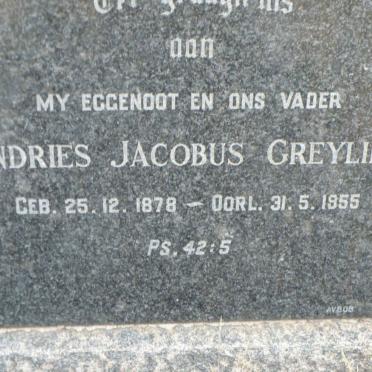 aan
MY EGGENOOT EN ONS VADER
NDRIES JACOBUS GREYLI
GEB. 25.12.1878 – OORL. 31.5.1955
PS. 42:5
AVBOB